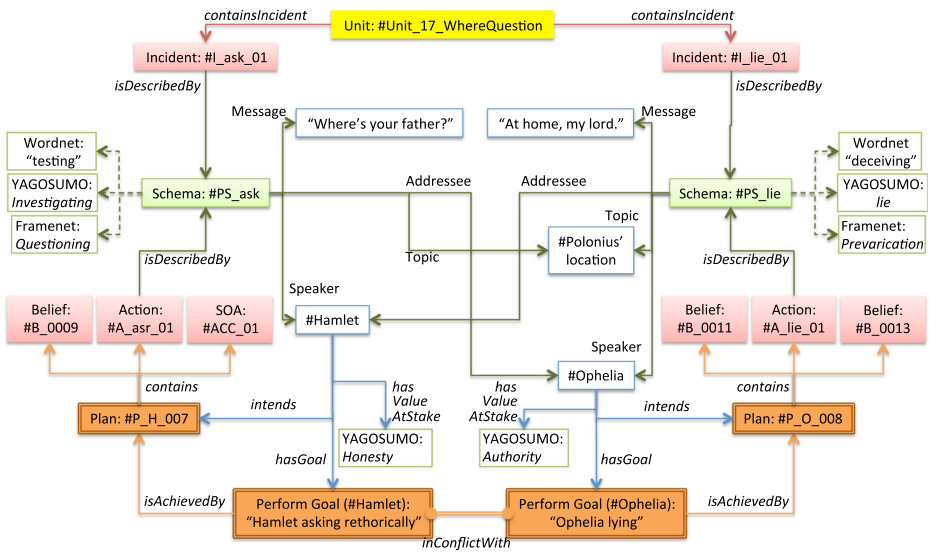 containsIncident
Unit: #Unit_17_WhereQuestion
containsIncident
Incident: #I_ask_01
Incident: #I_lie_01
isDescribedBy
isDescribedBy
Message
"Where's your father?"
"At home, my lord."
Message
Wordnet:
"testing"
YAGOSUMO:
Investigating
Framenet:
Questioning
Schema: #PS_ask
Addressee
Addressee
Schema: #PS_lie
Wordnet
"deceiving"
YAGOSUMO:
lie
Framenet:
Prevarication
Topic
Topic
#Polonius'
location
isDescribedBy
isDescribedBy
Speaker
#Hamlet
Belief:
#B_0009
Action:
#A_asr_01
SOA:
#ACC_01
Belief:
#B_0011
Action:
#A_lie_01
Belief:
#B_0013
Speaker
#Ophelia
contains
contains
has
Value
AtStake
has
Value
AtStake
Plan: #P_H_007
intends
intends
Plan: #P_O_008
YAGOSUMO:
Honesty
YAGOSUMO:
Authority
hasGoal
hasGoal
isAchievedBy
isAchievedBy
Perform Goal (#Hamlet):
"Hamlet asking rethorically"
Perform Goal (#Ophelia):
"Ophelia lying"
inConflictWith